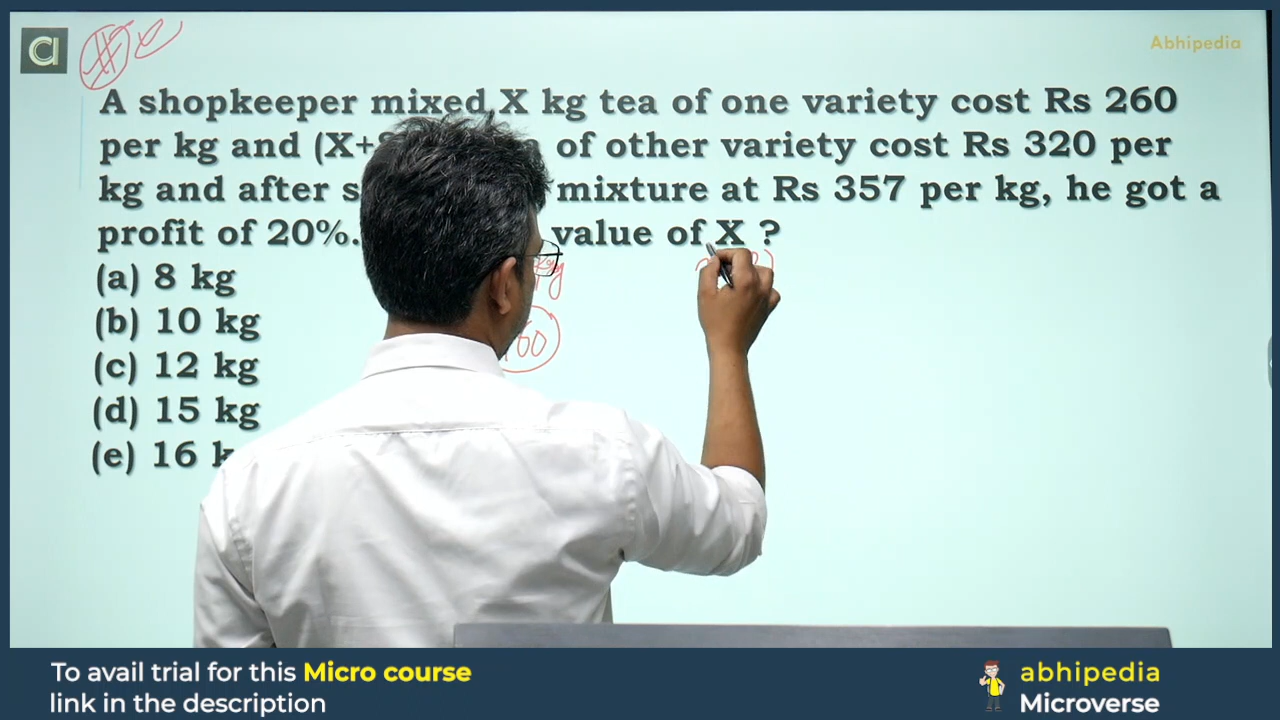 Abhipedia
A shopkeeper mixed X kg tea of one variety cost Rs 260
per kg and (X+ of other variety cost Rs 320 per
kg and after mixture at Rs 357 per kg, he got a
profit of 20%. value of X ?
(a) 8 kg
(b) 10 kg
(c) 12 kg
(d) 15 kg
(e) 16 k
To avail trial for this Micro course
link in the description
abhipedia
Microverse